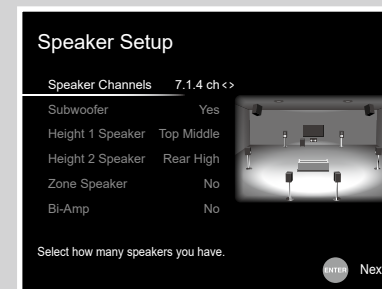 Speaker Setup
Speaker Channels 7.1.4 ch <>
Subwoofer Yes
Height 1 Speaker Top Middle
Height 2 Speaker Rear High
Zone Speaker No
Bi-Amp No
Select how many speakers you have.
ENTER Nex